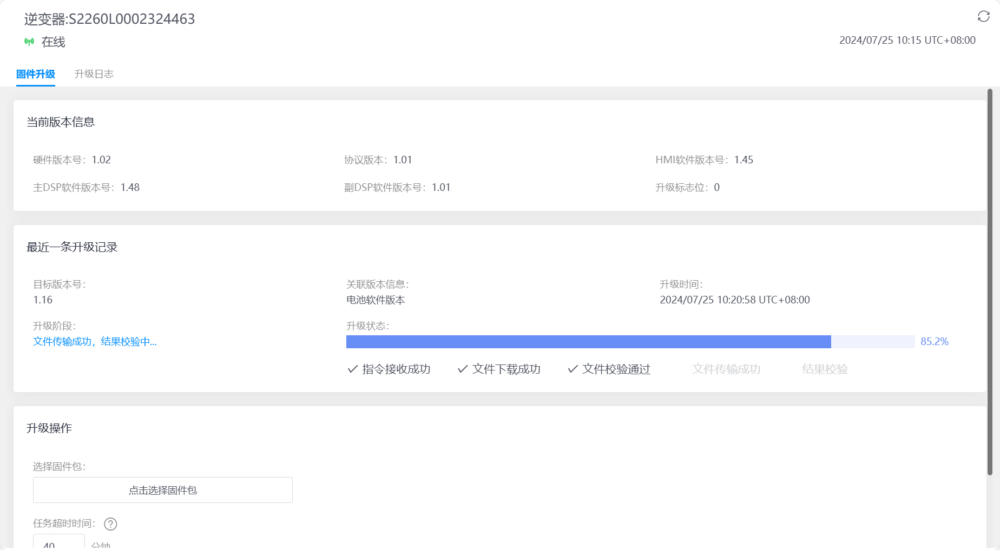 逆变器:S2260L0002324463
在线
2024/07/25 10:15 UTC+08:00
固件升级 升级日志
当前版本信息
硬件版本号：1.02 协议版本：1.01 HMI软件版本号：1.45
主DSP软件版本号：1.48 副DSP软件版本号：1.01 升级标志位：0
最近一条升级记录
目标版本号： 关联版本信息： 升级时间：
1.16 电池软件版本 2024/07/25 10:20:58 UTC+08:00
升级阶段： 升级状态：
文件传输成功，结果校验中... 85.2%
指令接收成功 文件下载成功 文件校验通过 文件传输成功 结果校验
升级操作
选择固件包：
点击选择固件包
任务超时时间： ?
40 分钟